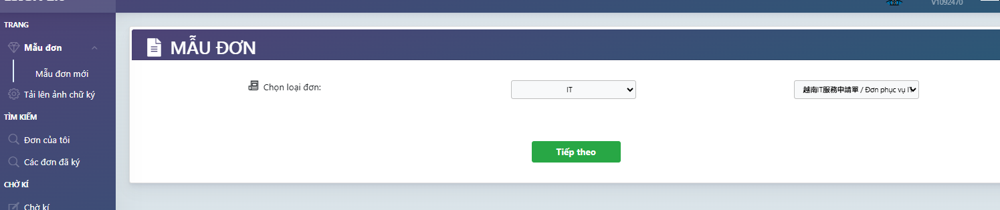 V1092470
TRANG
Mẫu đơn
Mẫu đơn mới
Tải lên ảnh chữ ký
TÌM KIẾM
Đơn của tôi
Các đơn đã ký
CHỜ KÍ
Chờ kí
MẪU ĐƠN
Chọn loại đơn:
IT
越南IT服務申請單 / Đơn phục vụ IT
Tiếp theo